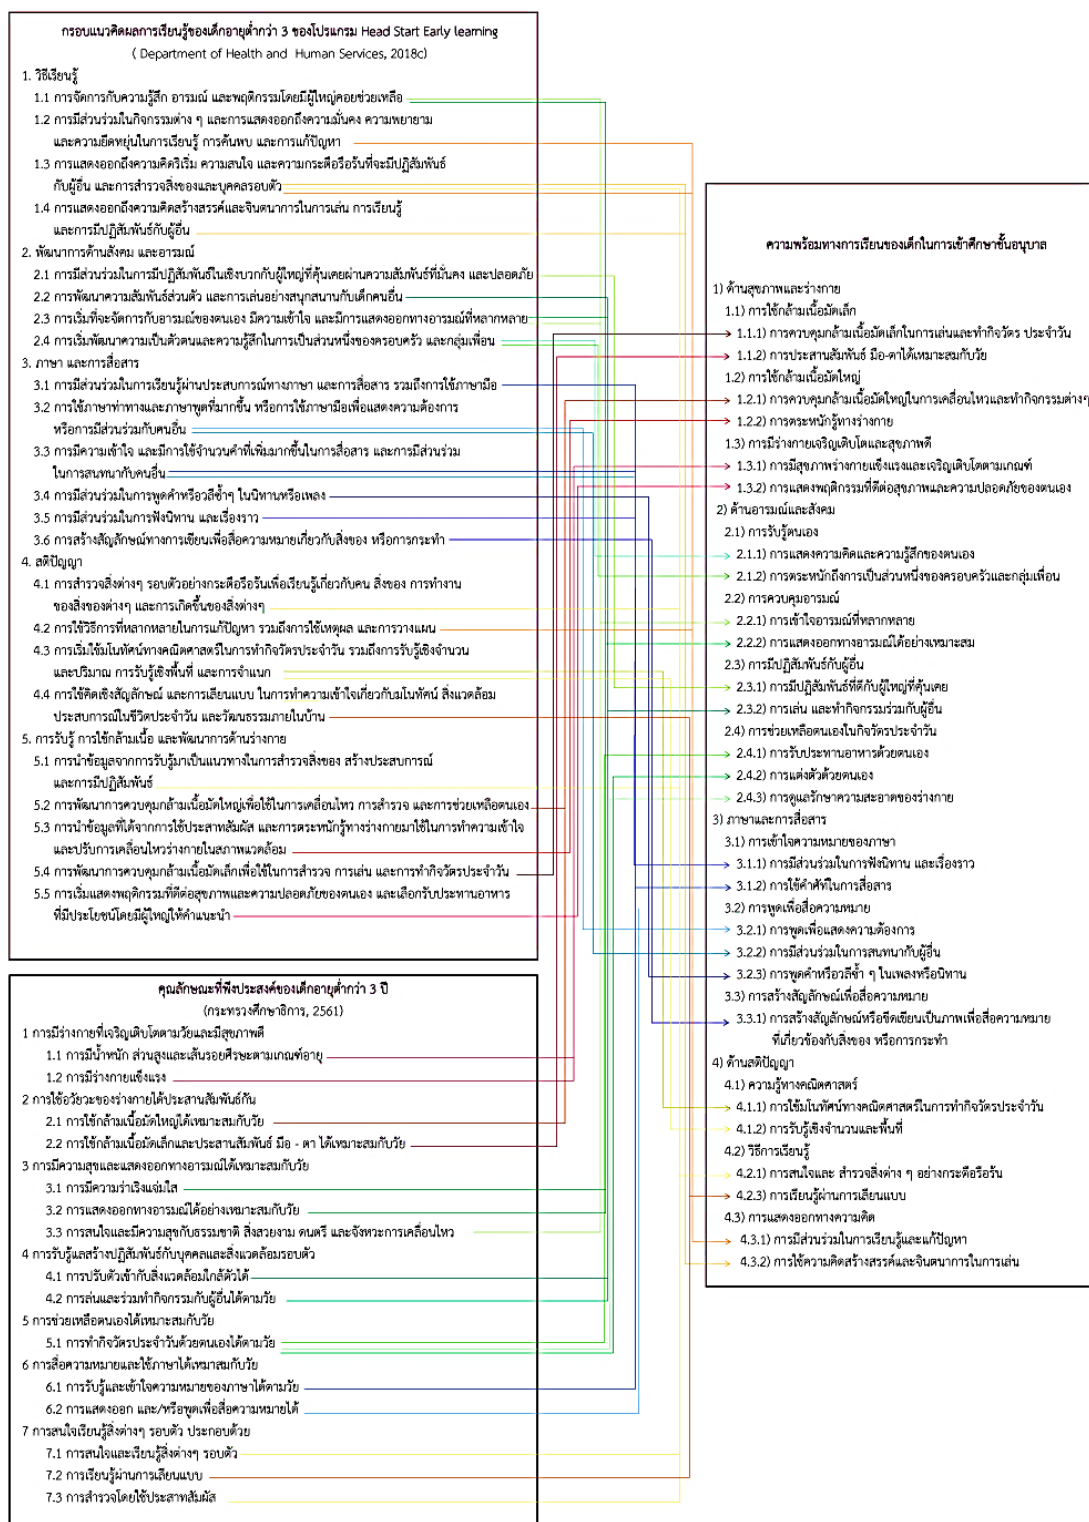 กรอบแนวคิดผลการเรียนรู้ของเด็กอายุต่ำกว่า 3 ของโปรแกรม Head Start Early learning
( Department of Health and Human Services, 2018c)
1. วิธีเรียนรู้
1.1 การจัดการกับความรู้สึก อารมณ์ และพฤติกรรมโดยมีผู้ใหญ่คอยช่วยเหลือ
1.2 การมีส่วนร่วมในกิจกรรมต่าง ๆ และการแสดงออกถึงความมั่นคง ความพยายาม
และความยืดหยุ่นในการเรียนรู้ การค้นพบ และการแก้ปัญหา
1.3 การแสดงออกถึงความคิดริเริ่ม ความสนใจ และความกระตือรือร้นที่จะมีปฏิสัมพันธ์
กับผู้อื่น และการสำรวจสิ่งของและบุคคลรอบตัว
1.4 การแสดงออกถึงความคิดสร้างสรรค์และจินตนาการในการเล่น การเรียนรู้
และการมีปฏิสัมพันธ์กับผู้อื่น
2. พัฒนาการด้านสังคม และอารมณ์
2.1 การมีส่วนร่วมในการมีปฏิสัมพันธ์ในเชิงบวกกับผู้ใหญ่ที่คุ้นเคยผ่านความสัมพันธ์ที่มั่นคง และปลอดภัย
2.2 การพัฒนาความสัมพันธ์ส่วนตัว และการเล่นอย่างสนุกสนานกับเด็กคนอื่น
2.3 การเริ่มที่จะจัดการกับอารมณ์ของตนเอง มีความเข้าใจ และมีการแสดงออกทางอารมณ์ที่หลากหลาย
2.4 การเริ่มพัฒนาความเป็นตัวตนและความรู้สึกในการเป็นส่วนหนึ่งของครอบครัว และกลุ่มเพื่อน
3. ภาษา และการสื่อสาร
3.1 การมีส่วนร่วมในการเรียนรู้ผ่านประสบการณ์ทางภาษา และการสื่อสาร รวมถึงการใช้ภาษามือ
3.2 การใช้ภาษาท่าทางและภาษาพูดที่มากขึ้น หรือการใช้ภาษามือเพื่อแสดงความต้องการ
หรือการมีส่วนร่วมกับคนอื่น
3.3 การมีความเข้าใจ และมีการใช้จำนวนคำที่เพิ่มมากขึ้นในการสื่อสาร และการมีส่วนร่วม
ในการสนทนากับคนอื่น
3.4 การมีส่วนร่วมในการพูดคำหรือวลีซ้ำๆ ในนิทานหรือเพลง
3.5 การมีส่วนร่วมในการฟังนิทาน และเรื่องราว
3.6 การสร้างสัญลักษณ์ทางการเขียนเพื่อสื่อความหมายเกี่ยวกับสิ่งของ หรือการกระทำ
4. สติปัญญา
4.1 การสำรวจสิ่งต่างๆ รอบตัวอย่างกระตือรือร้นเพื่อเรียนรู้เกี่ยวกับคน สิ่งของ การทำงาน
ของสิ่งของต่างๆ และการเกิดขึ้นของสิ่งต่างๆ
4.2 การใช้วิธีการที่หลากหลายในการแก้ปัญหา รวมถึงการใช้เหตุผล และการวางแผน
4.3 การเริ่มใช้มโนทัศน์ทางคณิตศาสตร์ในการทำกิจวัตรประจำวัน รวมถึงการรับรู้เชิงจำนวน
และปริมาณ การรับรู้เชิงพื้นที่ และการจำแนก
4.4 การใช้คิดเชิงสัญลักษณ์ และการเลียนแบบ ในการทำความเข้าใจเกี่ยวกับมโนทัศน์ สิ่งแวดล้อม
ประสบการณ์ในชีวิตประจำวัน และวัฒนธรรมภายในบ้าน
5. การรับรู้ การใช้กล้ามเนื้อ และพัฒนาการด้านร่างกาย
5.1 การนำข้อมูลจากการรับรู้มาเป็นแนวทางในการสำรวจสิ่งของ สร้างประสบการณ์
และการมีปฏิสัมพันธ์
5.2 การพัฒนาการควบคุมกล้ามเนื้อมัดใหญ่เพื่อใช้ในการเคลื่อนไหว การสำรวจ และการช่วยเหลือตนเอง
5.3 การนำข้อมูลที่ได้จากการใช้ประสาทสัมผัส และการตระหนักรู้ทางร่างกายมาใช้ในการทำความเข้าใจ
และปรับการเคลื่อนไหวร่างกายในสภาพแวดล้อม
5.4 การพัฒนาการควบคุมกล้ามเนื้อมัดเล็กเพื่อใช้ในการสำรวจ การเล่น และการทำกิจวัตรประจำวัน
5.5 การเริ่มแสดงพฤติกรรมที่ดีต่อสุขภาพและความปลอดภัยของตนเอง และเลือกรับประทานอาหาร
ที่มีประโยชน์โดยมีผู้ใหญ่ให้คำแนะนำ
คุณลักษณะที่พึงประสงค์ของเด็กอายุต่ำกว่า 3 ปี
(กระทรวงศึกษาธิการ, 2561)
1 การมีร่างกายที่เจริญเติบโตตามวัยและมีสุขภาพดี
1.1 การมีน้ำหนัก ส่วนสูงและเส้นรอยศีรษะตามเกณฑ์อายุ
1.2 การมีร่างกายแข็งแรง
2 การใช้อวัยวะของร่างกายได้ประสานสัมพันธ์กัน
2.1 การใช้กล้ามเนื้อมัดใหญ่ได้เหมาะสมกับวัย
2.2 การใช้กล้ามเนื้อมัดเล็กและประสานสัมพันธ์ มือ - ตา ได้เหมาะสมกับวัย
3 การมีความสุขและแสดงออกทางอารมณ์ได้เหมาะสมกับวัย
3.1 การมีความร่าเริงแจ่มใส
3.2 การแสดงออกทางอารมณ์ได้อย่างเหมาะสมกับวัย
3.3 การสนใจและมีความสุขกับธรรมชาติ สิ่งสวยงาม ดนตรี และจังหวะการเคลื่อนไหว
4 การรับรู้แลสร้างปฏิสัมพันธ์กับบุคคลและสิ่งแวดล้อมรอบตัว
4.1 การปรับตัวเข้ากับสิ่งแวดล้อมใกล้ตัวได้
4.2 การล่นและร่วมทำกิจกรรมกับผู้อื่นได้ตามวัย
5 การช่วยเหลือตนเองได้เหมาะสมกับวัย
5.1 การทำกิจวัตรประจำวันด้วยตนเองได้ตามวัย
6 การสื่อความหมายและใช้ภาษาได้เหมาสมกับวัย
6.1 การรับรู้และเข้าใจความหมายของภาษาได้ตามวัย
6.2 การแสดงออก และ/หรือพูดเพื่อสื่อความหมายได้
7 การสนใจเรียนรู้สิ่งต่างๆ รอบตัว ประกอบด้วย
7.1 การสนใจและเรียนรู้สิ่งต่างๆ รอบตัว
7.2 การเรียนรู้ผ่านการเลียนแบบ
7.3 การสำรวจโดยใช้ประสาทสัมผัส
ความพร้อมทางการเรียนของเด็กในการเข้าศึกษาชั้นอนุบาล
1) ด้านสุขภาพและร่างกาย
1.1) การใช้กล้ามเนื้อมัดเล็ก
1.1.1) การควบคุมกล้ามเนื้อมัดเล็กในการเล่นและทำกิจวัตร ประจำวัน
1.1.2) การประสานสัมพันธ์ มือ-ตาได้เหมาะสมกับวัย
1.2) การใช้กล้ามเนื้อมัดใหญ่
1.2.1) การควบคุมกล้ามเนื้อมัดใหญ่ในการเคลื่อนไหวและทำกิจกรรมต่างๆ
1.2.2) การตระหนักรู้ทางร่างกาย
1.3) การมีร่างกายเจริญเติบโตและสุขภาพดี
1.3.1) การมีสุขภาพร่างกายแข็งแรงและเจริญเติบโตตามเกณฑ์
1.3.2) การแสดงพฤติกรรมที่ดีต่อสุขภาพและความปลอดภัยของตนเอง
2) ด้านอารมณ์และสังคม
2.1) การรับรู้ตนเอง
2.1.1) การแสดงความคิดและความรู้สึกของตนเอง
2.1.2) การตระหนักถึงการเป็นส่วนหนึ่งของครอบครัวและกลุ่มเพื่อน
2.2) การควบคุมอารมณ์
2.2.1) การเข้าใจอารมณ์ที่หลากหลาย
2.2.2) การแสดงออกทางอารมณ์ได้อย่างเหมาะสม
2.3) การมีปฏิสัมพันธ์กับผู้อื่น
2.3.1) การมีปฏิสัมพันธ์ที่ดีกับผู้ใหญ่ที่คุ้นเคย
2.3.2) การเล่น และทำกิจกรรมร่วมกับผู้อื่น
2.4) การช่วยเหลือตนเองในกิจวัตรประจำวัน
2.4.1) การรับประทานอาหารด้วยตนเอง
2.4.2) การแต่งตัวด้วยตนเอง
2.4.3) การดูแลรักษาความสะอาดของร่างกาย
3) ภาษาและการสื่อสาร
3.1) การเข้าใจความหมายของภาษา
3.1.1) การมีส่วนร่วมในการฟังนิทาน และเรื่องราว
3.1.2) การใช้คำศัพท์ในการสื่อสาร
3.2) การพูดเพื่อสื่อความหมาย
3.2.1) การพูดเพื่อแสดงความต้องการ
3.2.2) การมีส่วนร่วมในการสนทนากับผู้อื่น
3.2.3) การพูดคำหรือวลีซ้ำ ๆ ในเพลงหรือนิทาน
3.3) การสร้างสัญลักษณ์เพื่อสื่อความหมาย
3.3.1) การสร้างสัญลักษณ์หรือขีดเขียนเป็นภาพเพื่อสื่อความหมาย
ที่เกี่ยวข้องกับสิ่งของ หรือการกระทำ
4) ด้านสติปัญญา
4.1) ความรู้ทางคณิตศาสตร์
4.1.1) การใช้มโนทัศน์ทางคณิตศาสตร์ในการทำกิจวัตรประจำวัน
4.1.2) การรับรู้เชิงจำนวนและพื้นที่
4.2) วิธีการเรียนรู้
4.2.1) การสนใจและ สำรวจสิ่งต่าง ๆ อย่างกระตือรือร้น
4.2.3) การเรียนรู้ผ่านการเลียนแบบ
4.3) การแสดงออกทางความคิด
4.3.1) การมีส่วนร่วมในการเรียนรู้และแก้ปัญหา
4.3.2) การใช้ความคิดสร้างสรรค์และจินตนาการในการเล่น